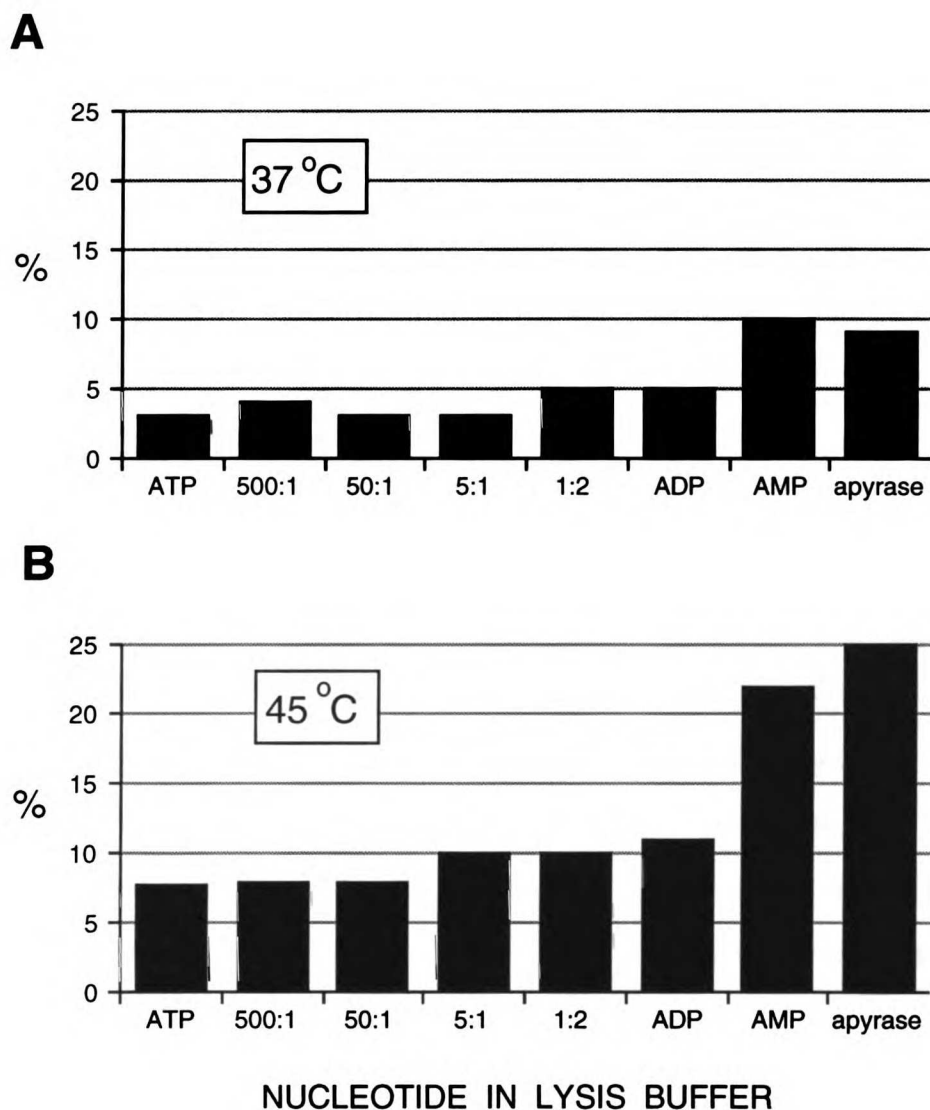 A
25
20
15
10
5
0
%
37 °C
ATP 500:1 50:1 5:1 1:2 ADP AMP apyrase
B
25
20
15
10
5
0
%
45 °C
ATP 500:1 50:1 5:1 1:2 ADP AMP apyrase
NUCLEOTIDE IN LYSIS BUFFER